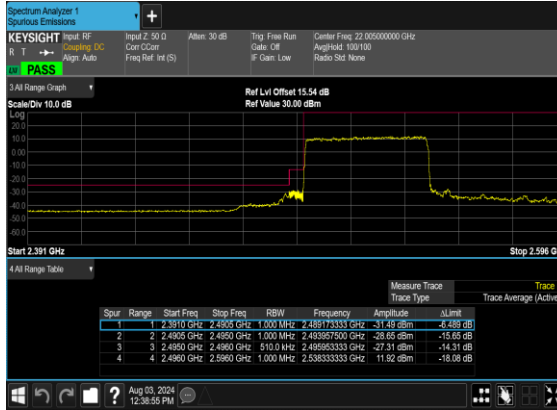 Spectrum Analyzer 1
Spurious Emissions
+
KEYSIGHT Input: RF Input Z: 50 Ω Atten: 30 dB Trig: Free Run Center Freq: 22.005000000 GHz
R T Coupling: DC Corr CCorr Gate: Off Avg|Hold: 100/100
Align: Auto Freq Ref: Int (S) IF Gain: Low Radio Std: None
PASS
3 All Range Graph
Ref Lvl Offset 15.54 dB
Scale/Div 10.0 dB Ref Value 30.00 dBm
Log
20.0
10.0
0.00
-10.0
-20.0
-30.0
-40.0
-50.0
-60.0
Start 2.391 GHz Stop 2.596 G
4 All Range Table
Measure Trace Trace
Trace Type Trace Average (Active
Spur Range Start Freq Stop Freq RBW Frequency Amplitude ΔLimit
1 1 2.3910 GHz 2.4905 GHz 1.000 MHz 2.489173333 GHz -31.49 dBm -6.489 dB
2 2 2.4905 GHz 2.4950 GHz 1.000 MHz 2.493957500 GHz -28.65 dBm -15.65 dB
3 3 2.4950 GHz 2.4960 GHz 510.0 kHz 2.495953333 GHz -27.31 dBm -14.31 dB
4 4 2.4960 GHz 2.5960 GHz 1.000 MHz 2.538333333 GHz 11.92 dBm -18.08 dB
?
Aug 03, 2024
12:38:55 PM